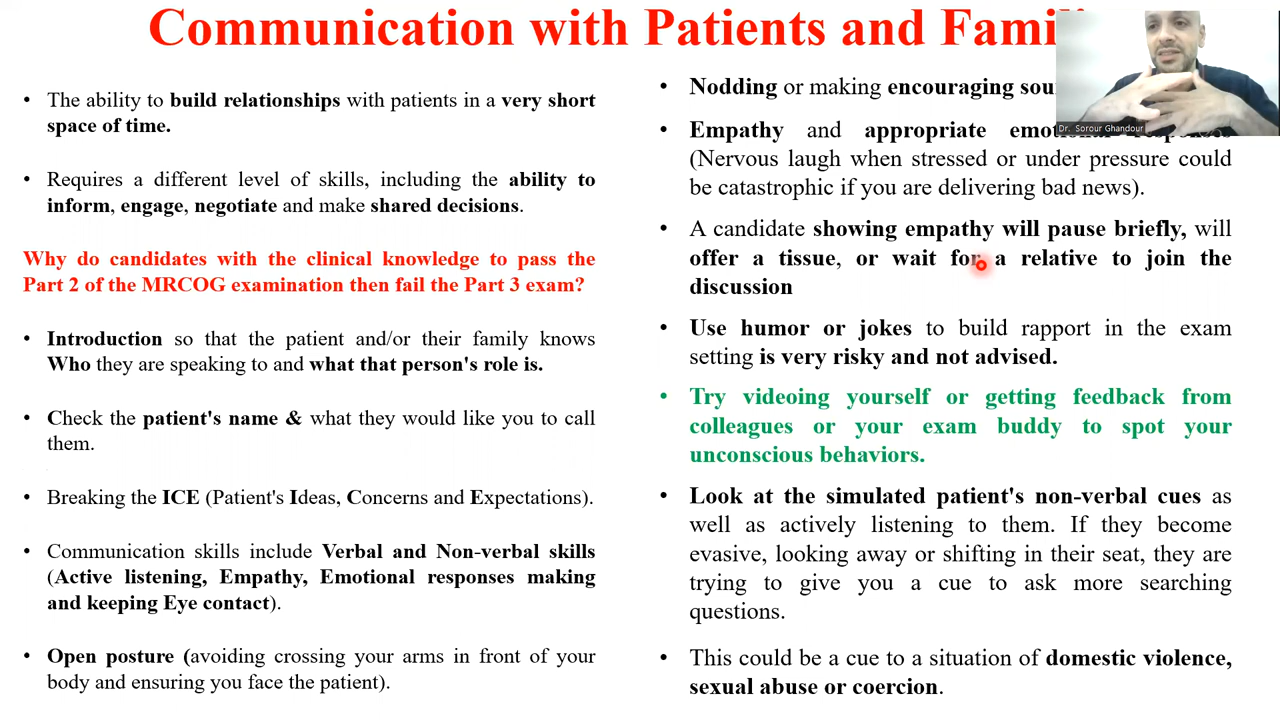 Communication with Patients and Famili
• The ability to build relationships with patients in a very short
space of time.
• Requires a different level of skills, including the ability to
inform, engage, negotiate and make shared decisions.
Why do candidates with the clinical knowledge to pass the
Part 2 of the MRCOG examination then fail the Part 3 exam?
• Introduction so that the patient and/or their family knows
Who they are speaking to and what that person's role is.
• Check the patient's name & what they would like you to call
them.
• Breaking the ICE (Patient's Ideas, Concerns and Expectations).
• Communication skills include Verbal and Non-verbal skills
(Active listening, Empathy, Emotional responses making
and keeping Eye contact).
• Open posture (avoiding crossing your arms in front of your
body and ensuring you face the patient).
• Nodding or making encouraging sou
• Empathy and appropriate emotional responses
(Nervous laugh when stressed or under pressure could
be catastrophic if you are delivering bad news).
• A candidate showing empathy will pause briefly, will
offer a tissue, or wait for a relative to join the
discussion
• Use humor or jokes to build rapport in the exam
setting is very risky and not advised.
• Try videoing yourself or getting feedback from
colleagues or your exam buddy to spot your
unconscious behaviors.
• Look at the simulated patient's non-verbal cues as
well as actively listening to them. If they become
evasive, looking away or shifting in their seat, they are
trying to give you a cue to ask more searching
questions.
• This could be a cue to a situation of domestic violence,
sexual abuse or coercion.
Dr. Sorour Ghandour